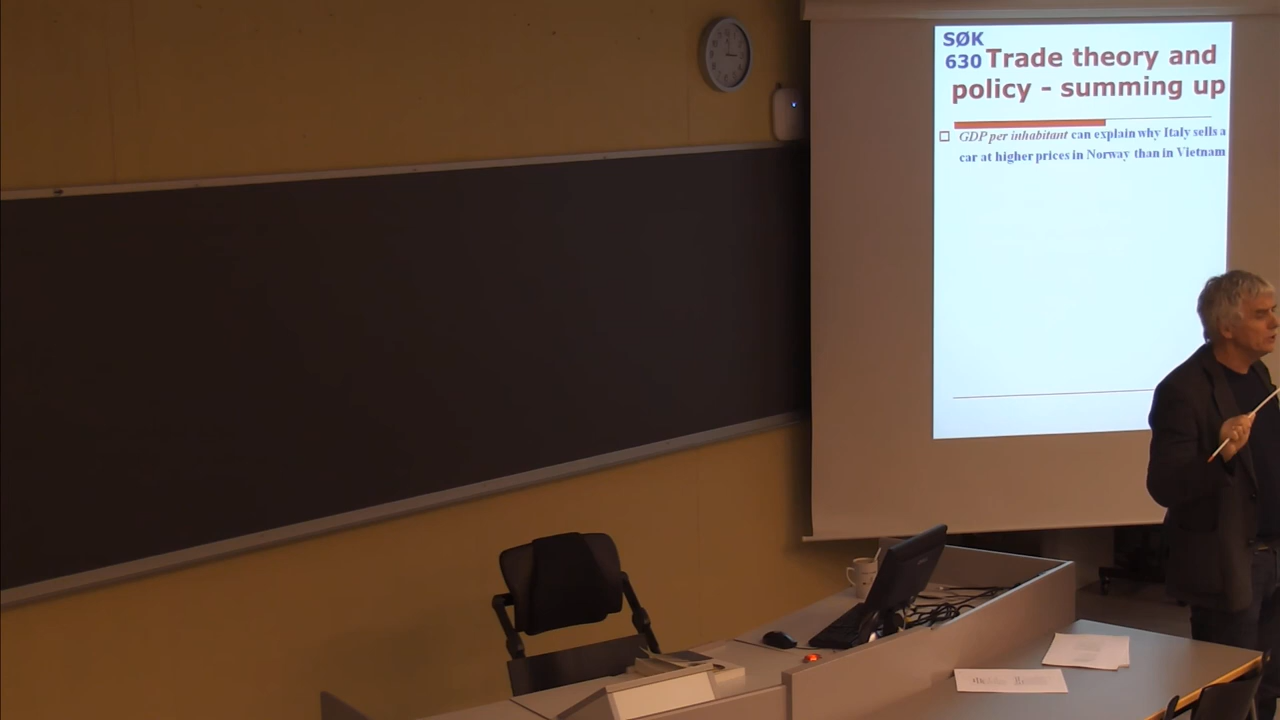 SØK
630 Trade theory and
policy - summing up
GDP per inhabitant can explain why Italy sells a
car at higher prices in Norway than in Vietnam